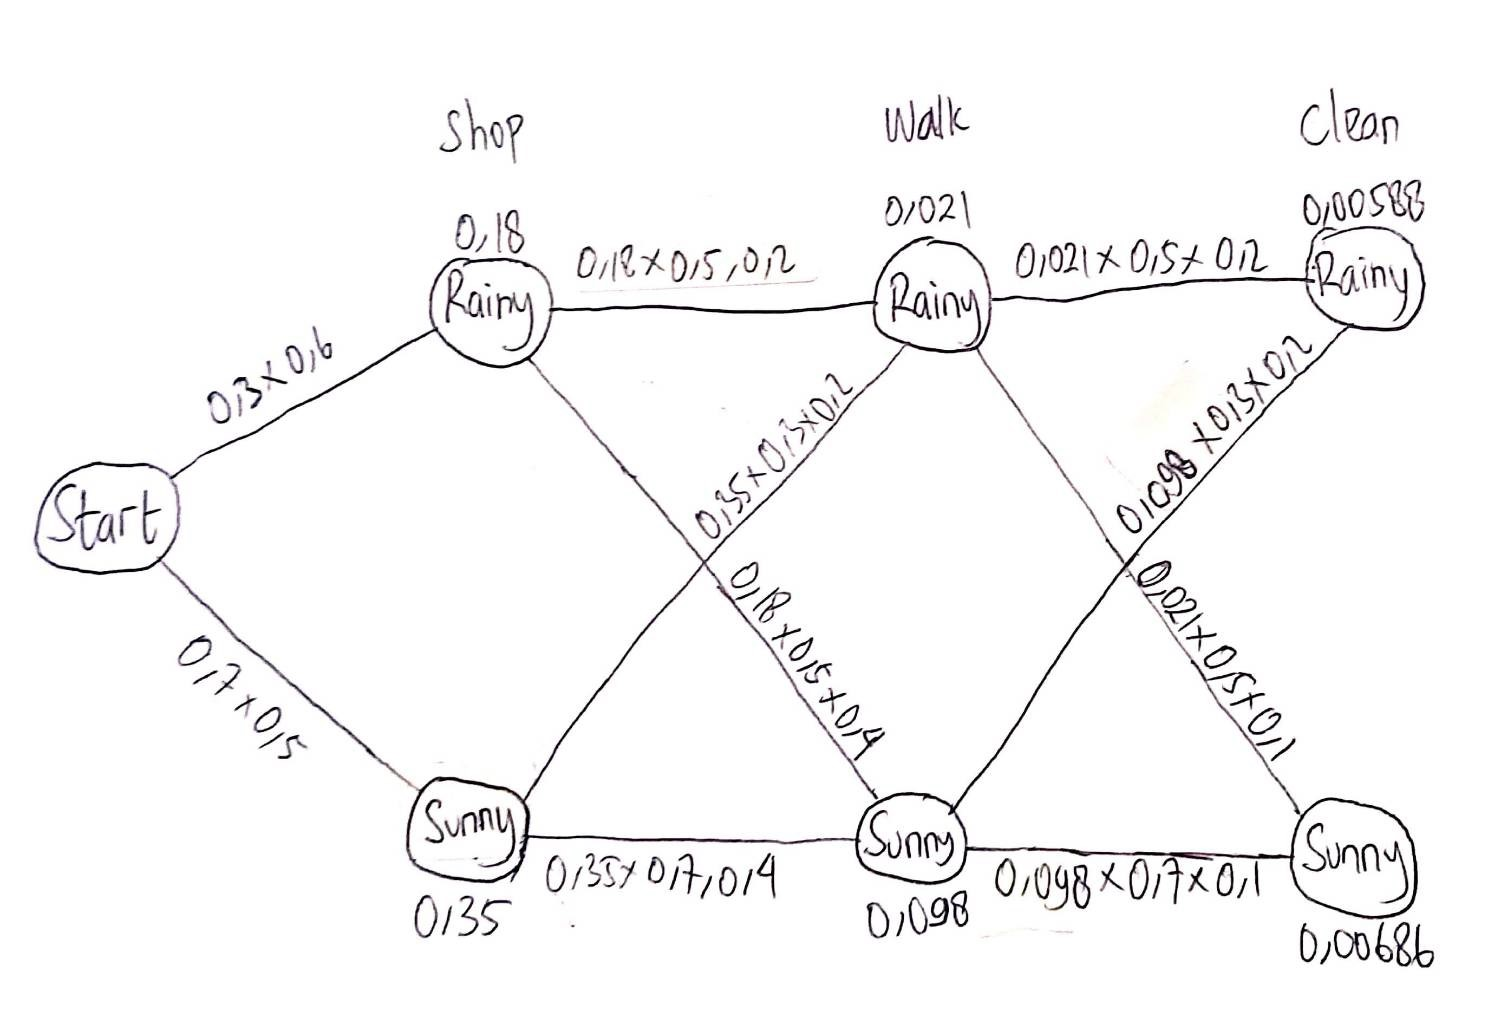 Shop
Walk
Clean
0,18
0,021
0,00588
Rainy
0,18 x 0,5, 0,2
Rainy
0,021 x 0,5 x 0,2
Rainy
0,3 x 0,6
0,35 x 0,3 x 0,2
0,098 x 0,3 x 0,2
Start
0,18 x 0,5 x 0,4
0,021 x 0,5 x 0,1
0,7 x 0,5
Sunny
0,35 x 0,7, 0,4
Sunny
0,098 x 0,7 x 0,1
Sunny
0,35
0,098
0,00686